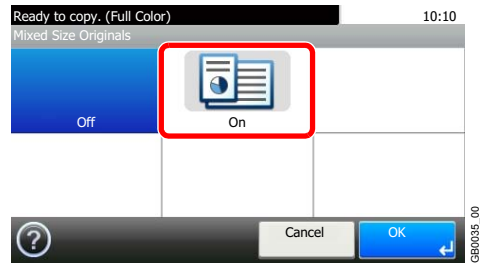 Ready to copy. (Full Color) 10:10
Mixed Size Originals
Off
On
?
Cancel
OK
GB0035_00